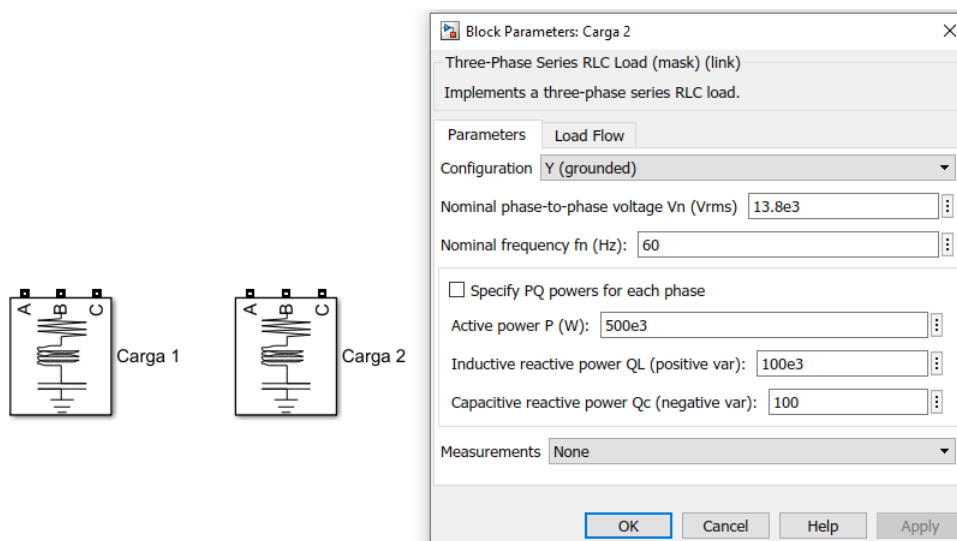 Block Parameters: Carga 2
Three-Phase Series RLC Load (mask) (link)
Implements a three-phase series RLC load.
Parameters Load Flow
Configuration Y (grounded)
Nominal phase-to-phase voltage Vn (Vrms) 13.8e3
Nominal frequency fn (Hz): 60
Specify PQ powers for each phase
Active power P (W): 500e3
Inductive reactive power QL (positive var): 100e3
Capacitive reactive power Qc (negative var): 100
Measurements None
OK Cancel Help Apply
A B C
Carga 1
A B C
Carga 2